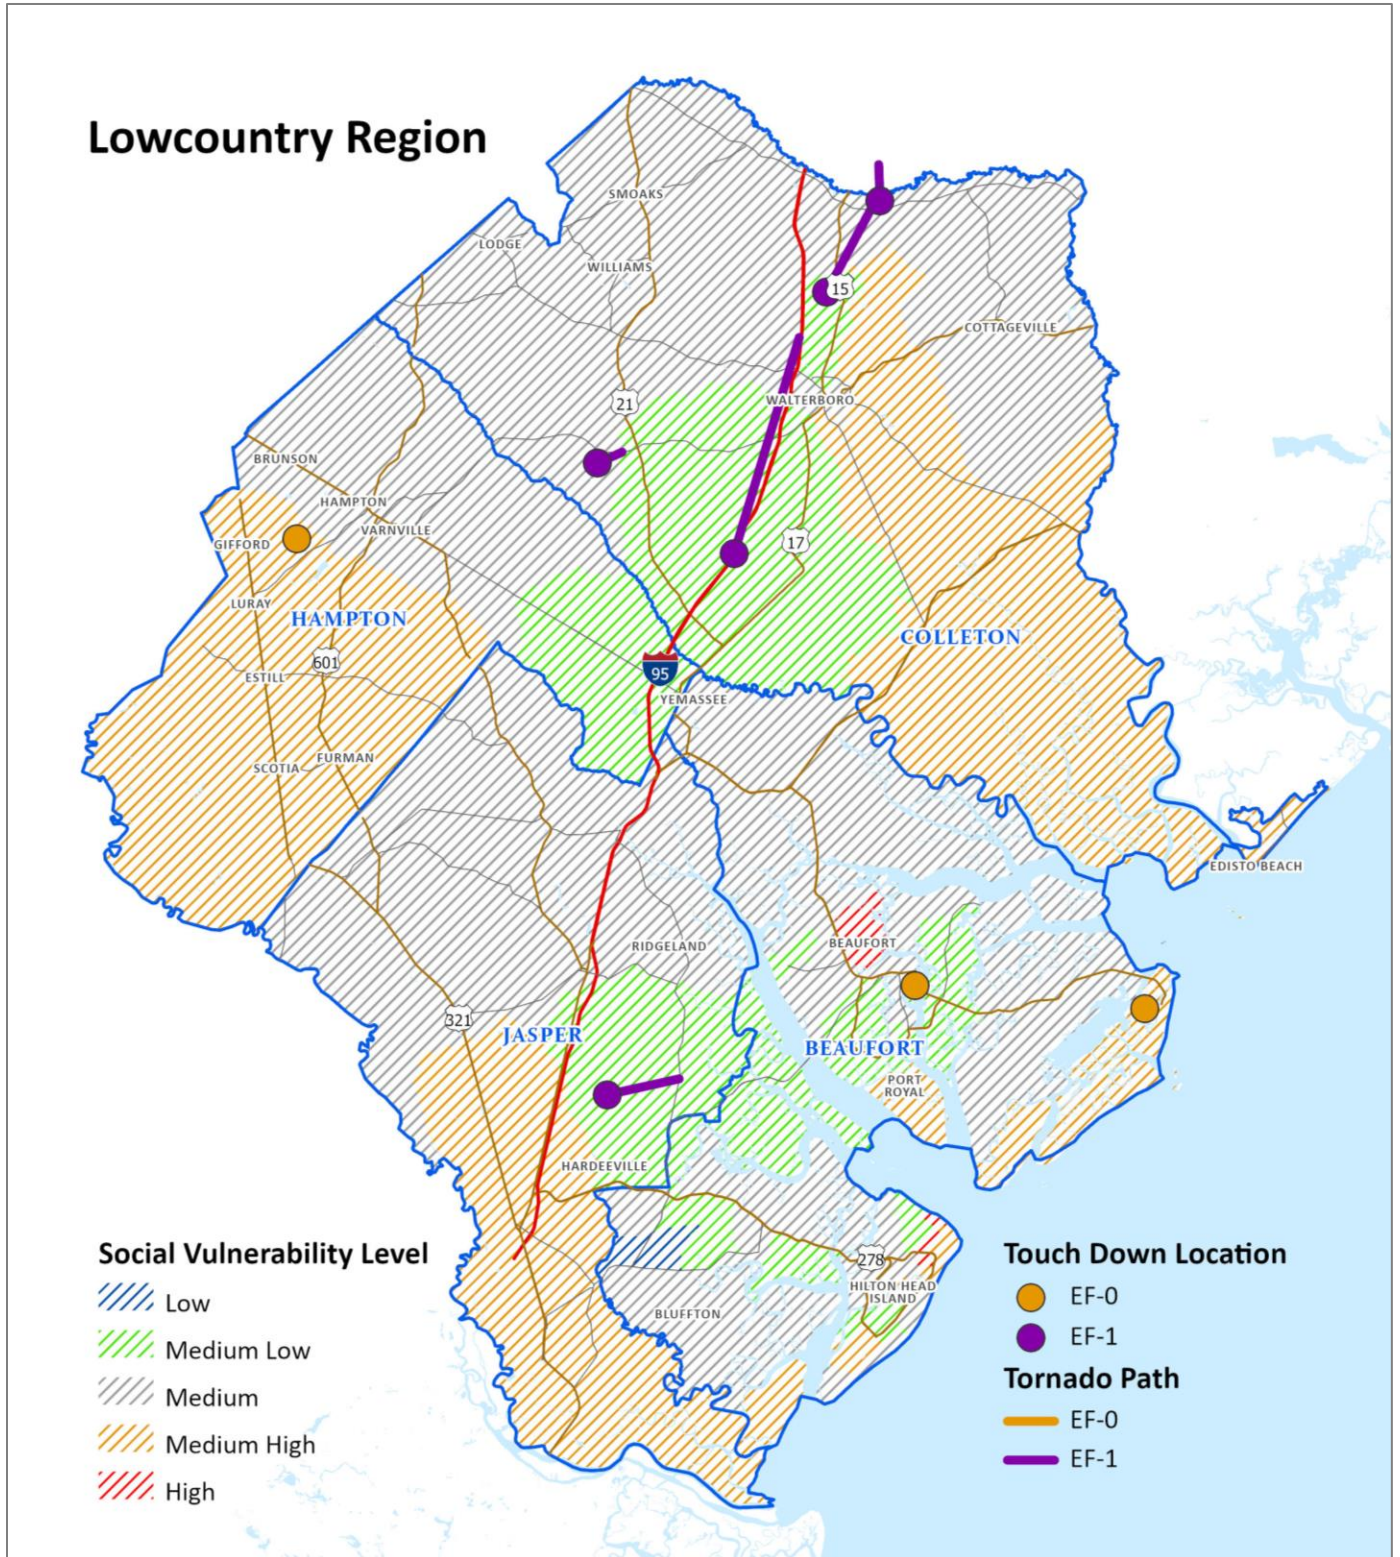 Lowcountry Region
SMOAKS
LODGE
WILLIAMS
15
COTTAGEVILLE
21
WALTERBORO
BRUNSON
HAMPTON
VARNVILLE
GIFFORD
17
LURAY
HAMPTON
COLLETON
601
95
ESTILL
YEMASSEE
FURMAN
SCOTIA
EDISTO BEACH
BEAUFORT
RIDGELAND
321
JASPER
BEAUFORT
PORT
ROYAL
HARDEEVILLE
278
HILTON HEAD
ISLAND
BLUFFTON
Social Vulnerability Level
Low
Medium Low
Medium
Medium High
High
Touch Down Location
EF-0
EF-1
Tornado Path
EF-0
EF-1